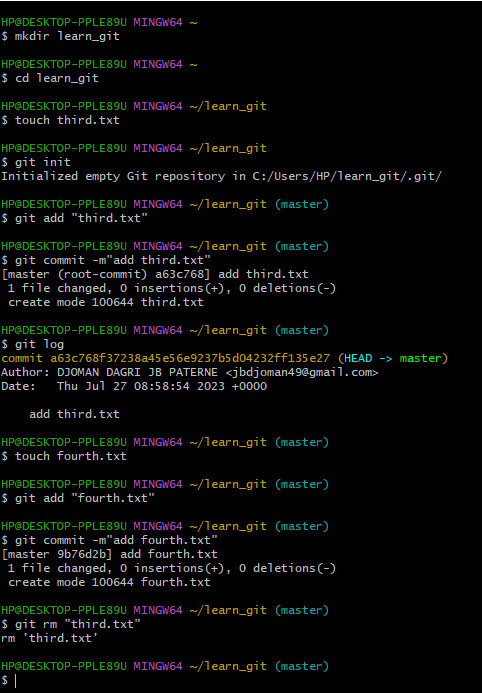 HP@DESKTOP-PPLE89U MINGW64 ~
$ mkdir learn_git
HP@DESKTOP-PPLE89U MINGW64 ~
$ cd learn_git
HP@DESKTOP-PPLE89U MINGW64 ~/learn_git
$ touch third.txt
HP@DESKTOP-PPLE89U MINGW64 ~/learn_git
$ git init
Initialized empty Git repository in C:/Users/HP/learn_git/.git/
HP@DESKTOP-PPLE89U MINGW64 ~/learn_git (master)
$ git add "third.txt"
HP@DESKTOP-PPLE89U MINGW64 ~/learn_git (master)
$ git commit -m"add third.txt"
[master (root-commit) a63c768] add third.txt
 1 file changed, 0 insertions(+), 0 deletions(-)
 create mode 100644 third.txt
HP@DESKTOP-PPLE89U MINGW64 ~/learn_git (master)
$ git log
commit a63c768f37238a45e56e9237b5d04232ff135e27 (HEAD -> master)
Author: DJOMAN DAGRI JB PATERNE <jbdjoman49@gmail.com>
Date:   Thu Jul 27 08:58:54 2023 +0000
    add third.txt
HP@DESKTOP-PPLE89U MINGW64 ~/learn_git (master)
$ touch fourth.txt
HP@DESKTOP-PPLE89U MINGW64 ~/learn_git (master)
$ git add "fourth.txt"
HP@DESKTOP-PPLE89U MINGW64 ~/learn_git (master)
$ git commit -m"add fourth.txt"
[master 9b76d2b] add fourth.txt
 1 file changed, 0 insertions(+), 0 deletions(-)
 create mode 100644 fourth.txt
HP@DESKTOP-PPLE89U MINGW64 ~/learn_git (master)
$ git rm "third.txt"
rm 'third.txt'
HP@DESKTOP-PPLE89U MINGW64 ~/learn_git (master)
$